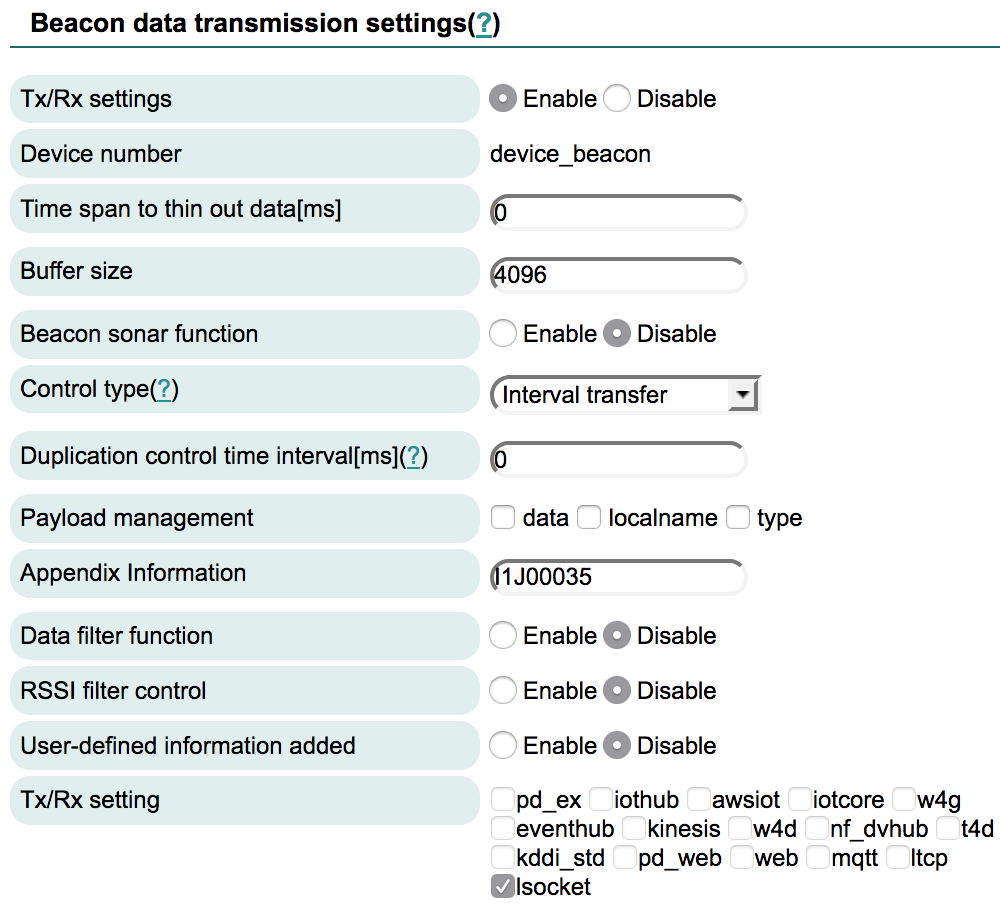 Beacon data transmission settings(?)
Tx/Rx settings Enable Disable
Device number device_beacon
Time span to thin out data[ms] 0
Buffer size 4096
Beacon sonar function Enable Disable
Control type(?) Interval transfer
Duplication control time interval[ms](?) 0
Payload management data localname type
Appendix Information I1J00035
Data filter function Enable Disable
RSSI filter control Enable Disable
User-defined information added Enable Disable
Tx/Rx setting pd_ex iothub awsiot iotcore w4g
eventhub kinesis w4d nf_dvhub t4d
kddi_std pd_web web mqtt ltcp
lsocket